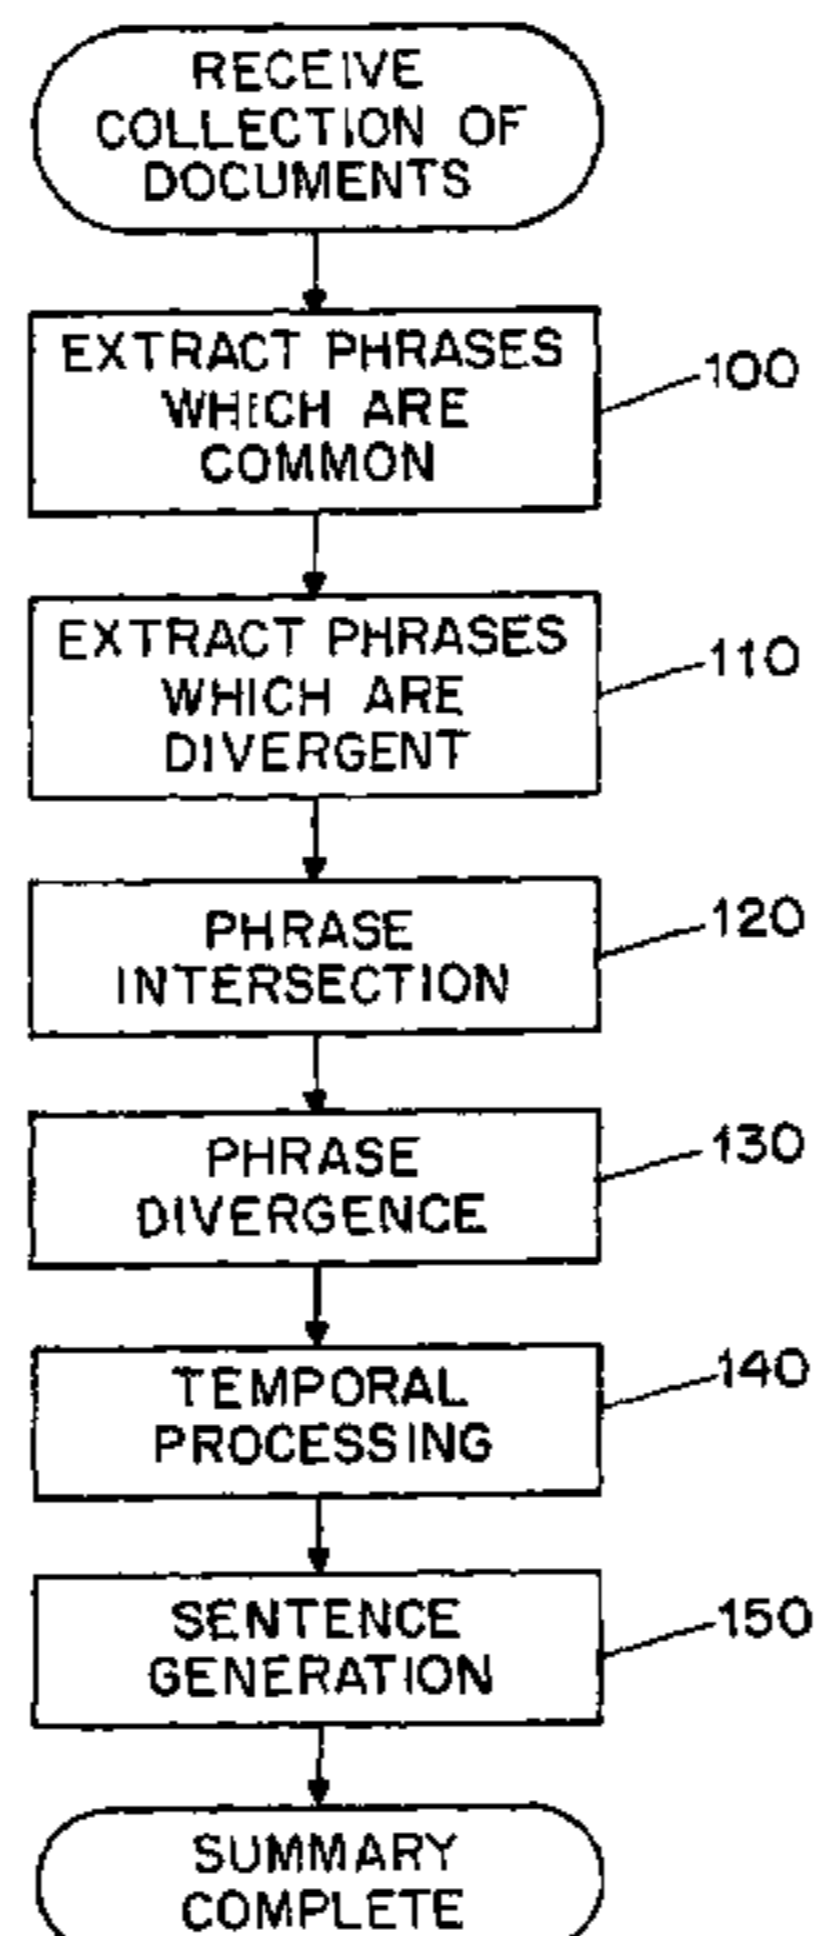 RECEIVE
COLLECTION OF
DOCUMENTS
EXTRACT PHRASES
WHICH ARE
COMMON
100
EXTRACT PHRASES
WHICH ARE
DIVERGENT
110
PHRASE
INTERSECTION
120
PHRASE
DIVERGENCE
130
TEMPORAL
PROCESSING
140
SENTENCE
GENERATION
150
SUMMARY
COMPLETE